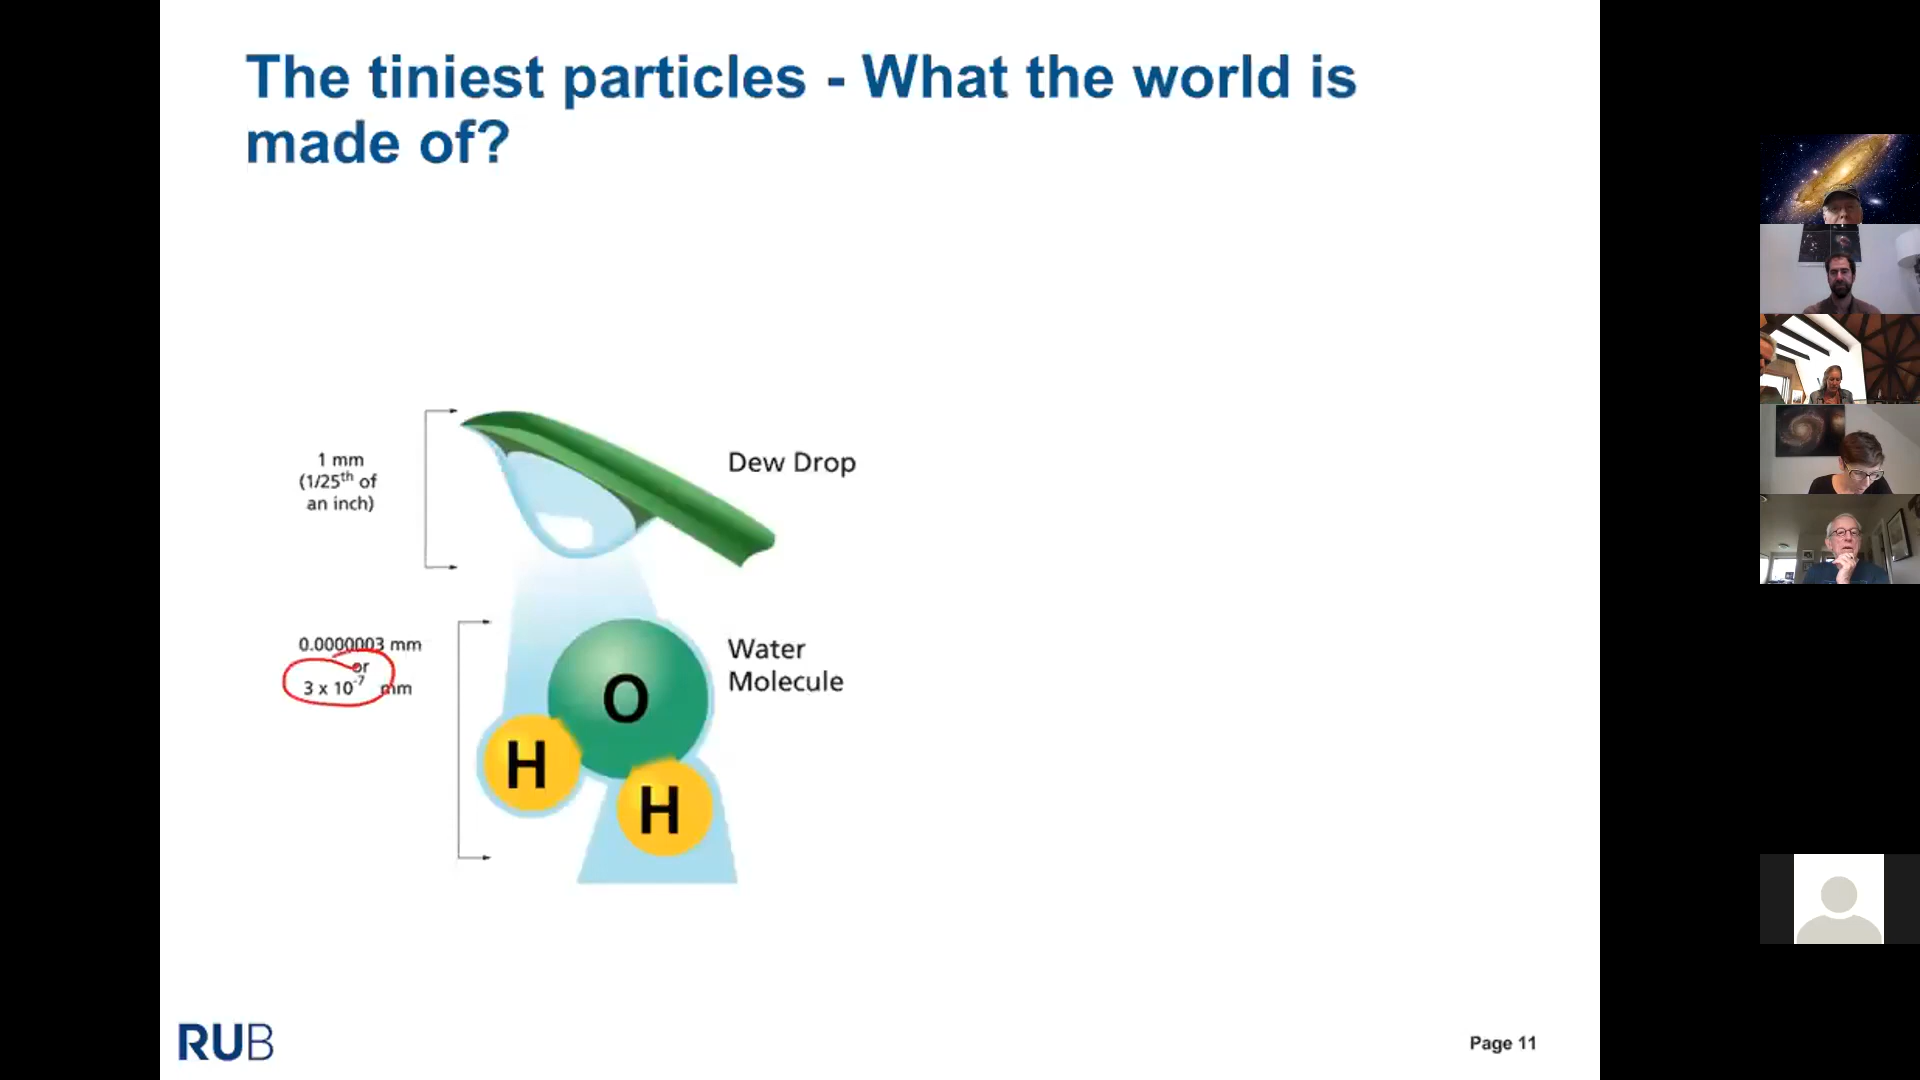 The tiniest particles - What the world is
made of?
1 mm
(1/25th of
an inch)
Dew Drop
0.0000003 mm
or
3 x 10-7 mm
Water
Molecule
O
H
H
RUB
Page 11